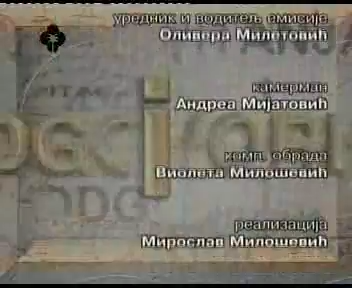 уредник и водитељ емисије
Оливера Милетовић
камерман
Андреа Мијатовић
комп. обрада
Виолета Милошевић
реализација
Мирослав Милошевић